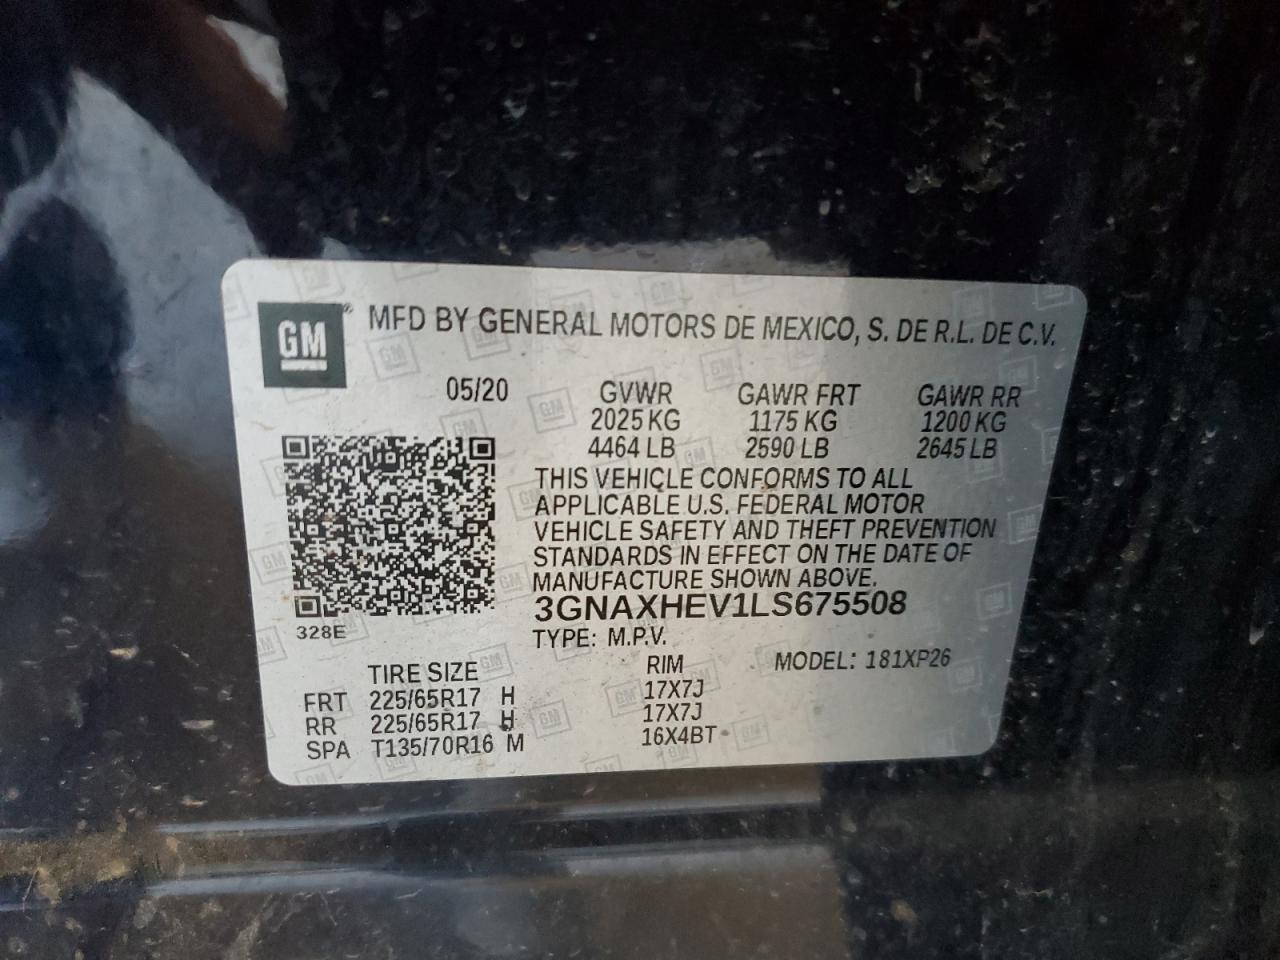 GM® MFD BY GENERAL MOTORS DE MEXICO, S. DE R.L. DE C.V.
05/20 GVWR GAWR FRT GAWR RR
2025 KG 1175 KG 1200 KG
4464 LB 2590 LB 2645 LB
THIS VEHICLE CONFORMS TO ALL
APPLICABLE U.S. FEDERAL MOTOR
VEHICLE SAFETY AND THEFT PREVENTION
STANDARDS IN EFFECT ON THE DATE OF
MANUFACTURE SHOWN ABOVE.
3GNAXHEV1LS675508
328E
TYPE: M.P.V.
TIRE SIZE RIM MODEL: 181XP26
FRT 225/65R17 H 17X7J
RR 225/65R17 H 17X7J
SPA T135/70R16 M 16X4BT